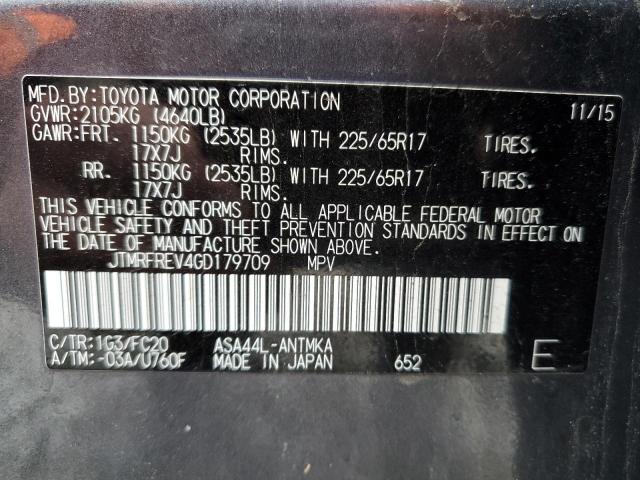 MFD.BY:TOYOTA MOTOR CORPORATION 11/15
GVWR:2105KG (4640LB)
GAWR:FRT. 1150KG (2535LB) WITH 225/65R17 TIRES.
17X7J RIMS.
RR. 1150KG (2535LB) WITH 225/65R17 TIRES.
17X7J RIMS.
THIS VEHICLE CONFORMS TO ALL APPLICABLE FEDERAL MOTOR
VEHICLE SAFETY AND THEFT PREVENTION STANDARDS IN EFFECT ON
THE DATE OF MANUFACTURE SHOWN ABOVE.
JTMRFREV4GD179709 MPV
C/TR:1G3/FC20 ASA44L-ANTMKA
A/TM:-03A/U760F MADE IN JAPAN 652 E